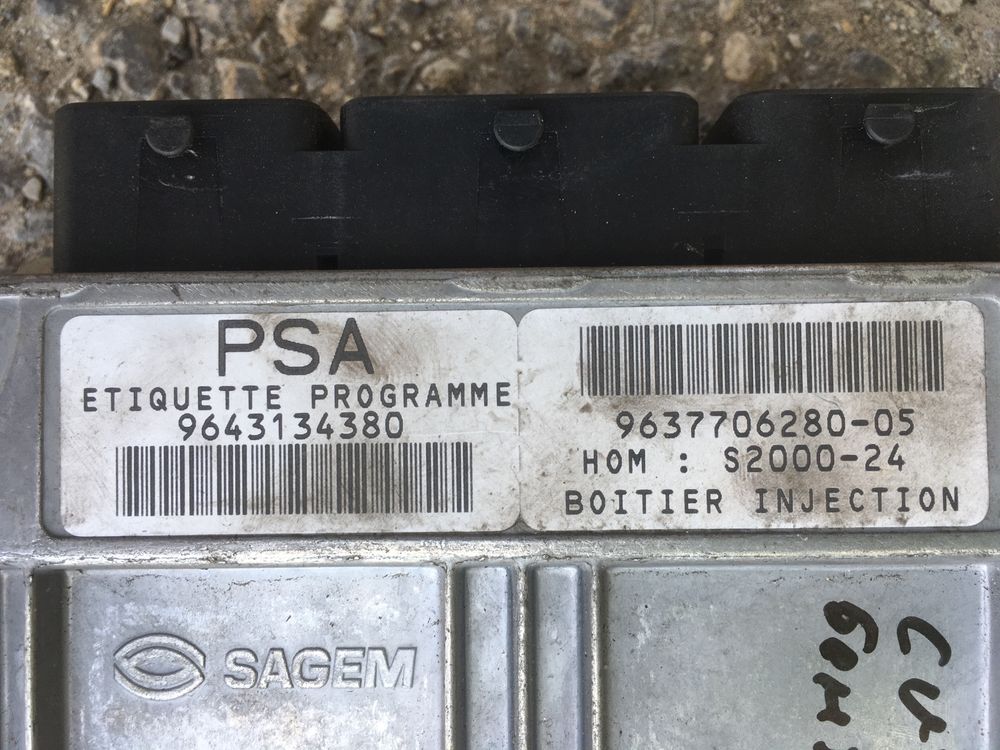 PSA
ETIQUETTE PROGRAMME
9643134380
9637706280-05
HOM : S2000-24
BOITIER INJECTION
SAGEM